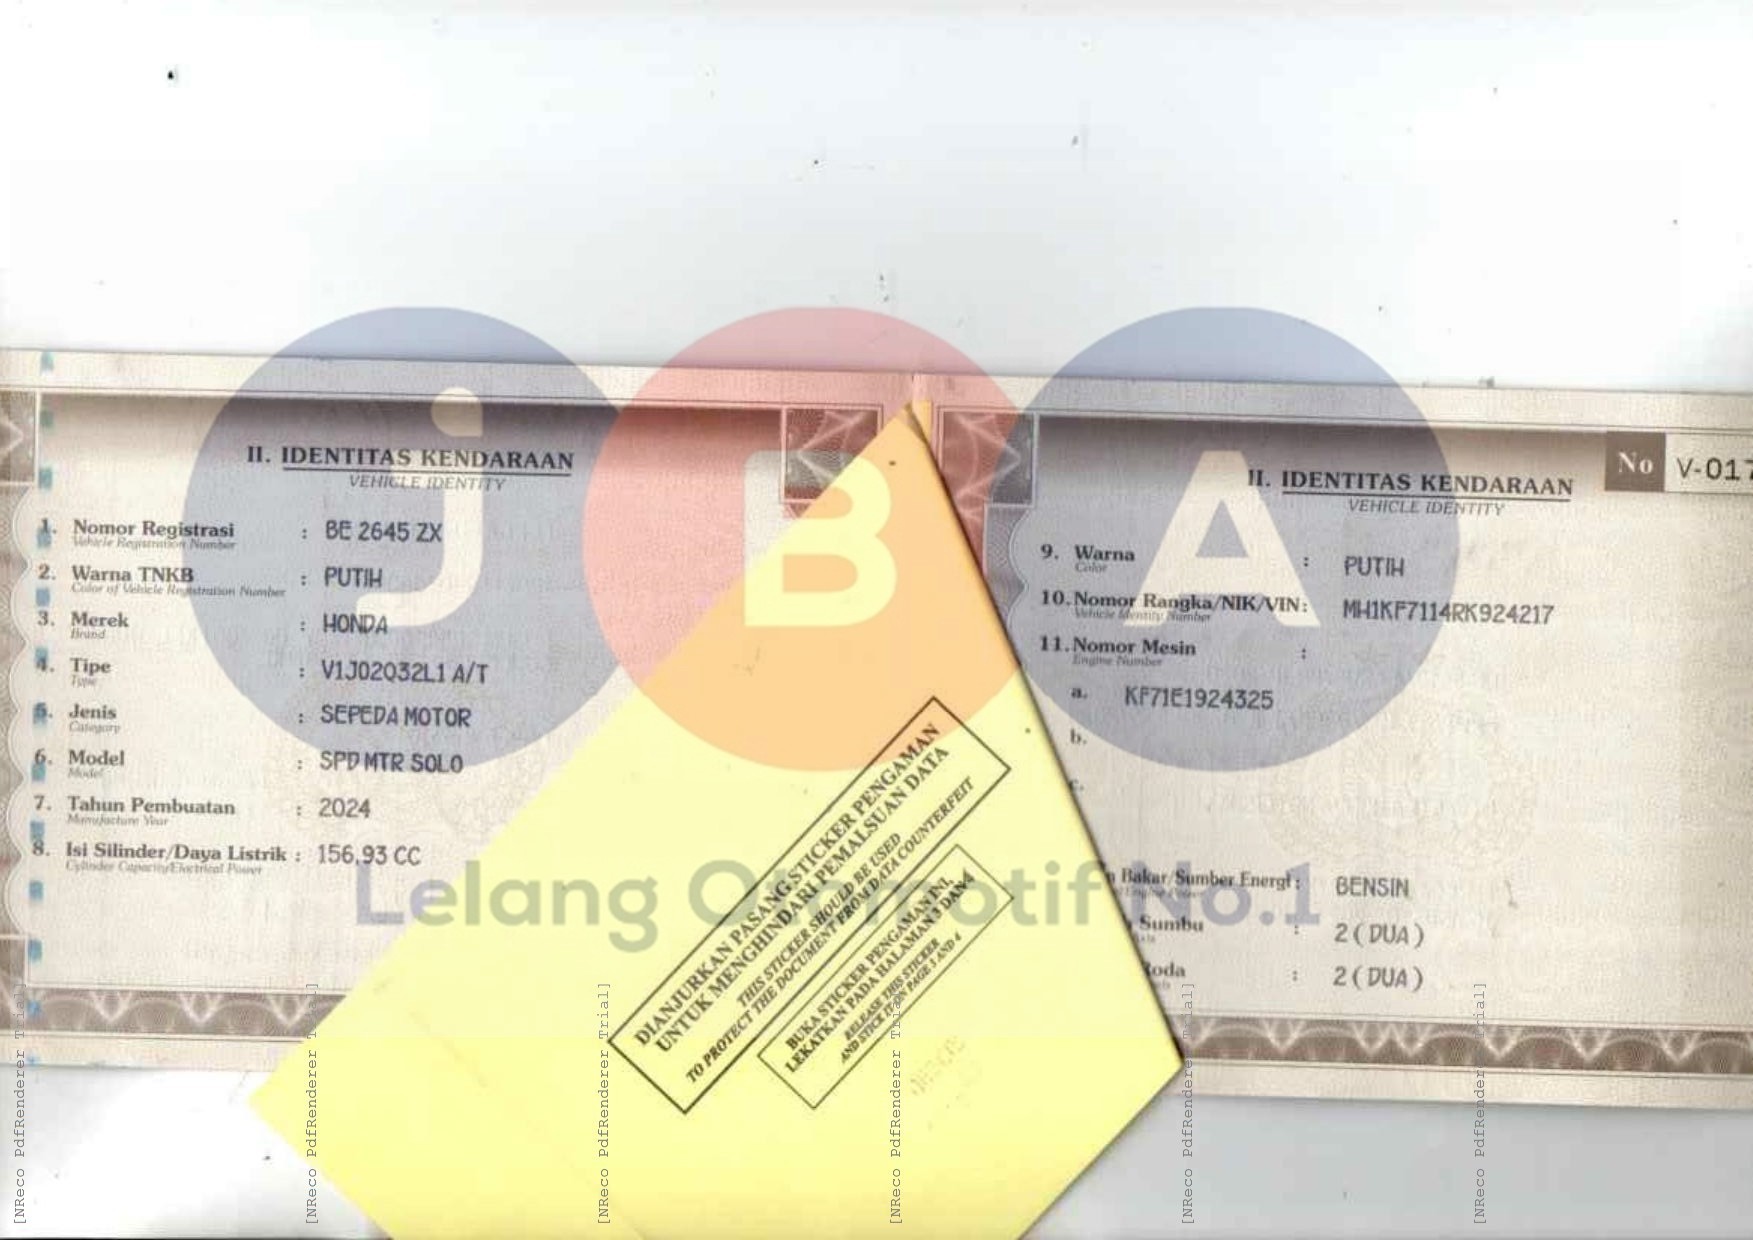 II. IDENTITAS KENDARAAN
VEHICLE IDENTITY
1. Nomor Registrasi : BE 2645 ZX
Vehicle Registration Number
2. Warna TNKB : PUTIH
Color of Vehicle Registration Number
3. Merek : HONDA
Brand
4. Tipe : V1J02Q32L1 A/T
Type
5. Jenis : SEPEDA MOTOR
Category
6. Model : SPD MTR SOLO
Model
7. Tahun Pembuatan : 2024
Manufacture Year
8. Isi Silinder/Daya Listrik : 156,93 CC
Cylinder Capacity/Electrical Power
DIANJURKAN PASANG STICKER PENGAMAN
UNTUK MENGHINDARI PEMALSUAN DATA
THIS STICKER SHOULD BE USED
TO PROTECT THE DOCUMENT FROM DATA COUNTERFEIT
BUKA STICKER PENGAMAN INI,
LEKATKAN PADA HALAMAN 3 DAN 4
RELEASE THIS STICKER
AND STICK IT ON PAGE 3 AND 4
No V-017
II. IDENTITAS KENDARAAN
VEHICLE IDENTITY
9. Warna : PUTIH
Color
10. Nomor Rangka/NIK/VIN: MH1KF7114RK924217
Vehicle Identity Number
11. Nomor Mesin :
Engine Number
a. KF71E1924325
b.
c.
Bakar/Sumber Energi : BENSIN
Sumbu : 2 ( DUA )
Roda : 2 ( DUA )
jBA
Lelang Otomotif No.1
[NReco PdfRenderer Trial]
[NReco PdfRenderer Trial]
[NReco PdfRenderer Trial]
[NReco PdfRenderer Trial]
[NReco PdfRenderer Trial]
[NReco PdfRenderer Trial]